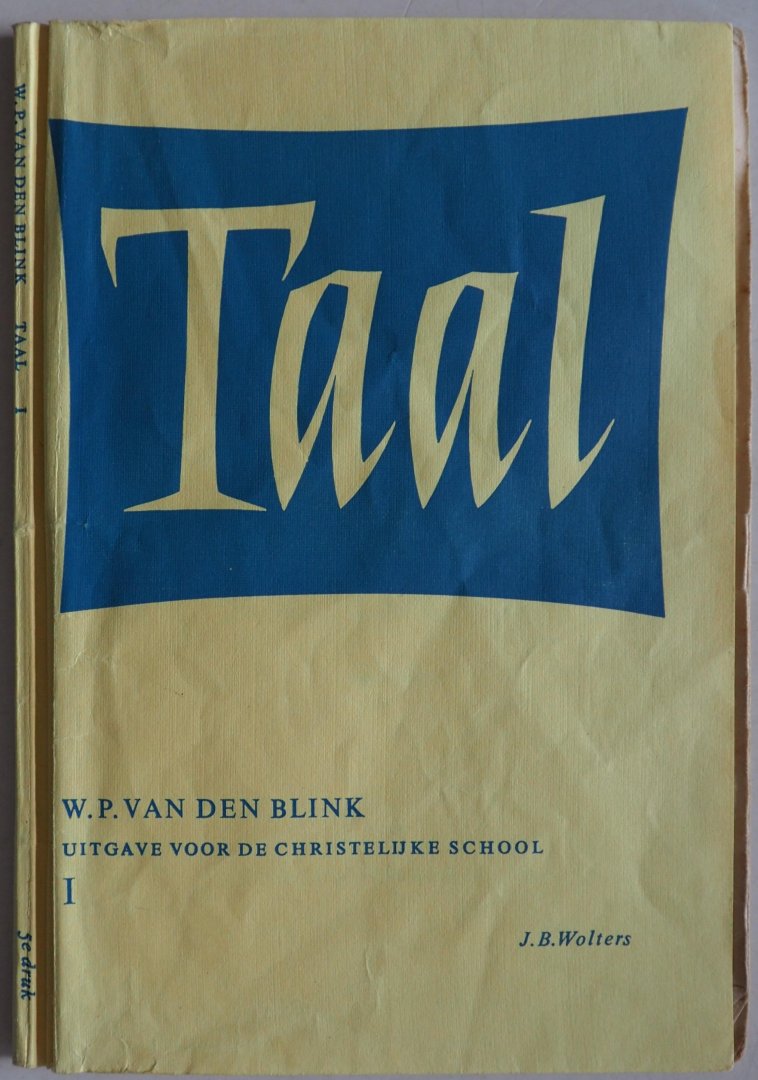 W.P. VAN DEN BLINK TAAL I
5e druk
Taal
W.P. VAN DEN BLINK
UITGAVE VOOR DE CHRISTELIJKE SCHOOL
I
J.B.Wolters